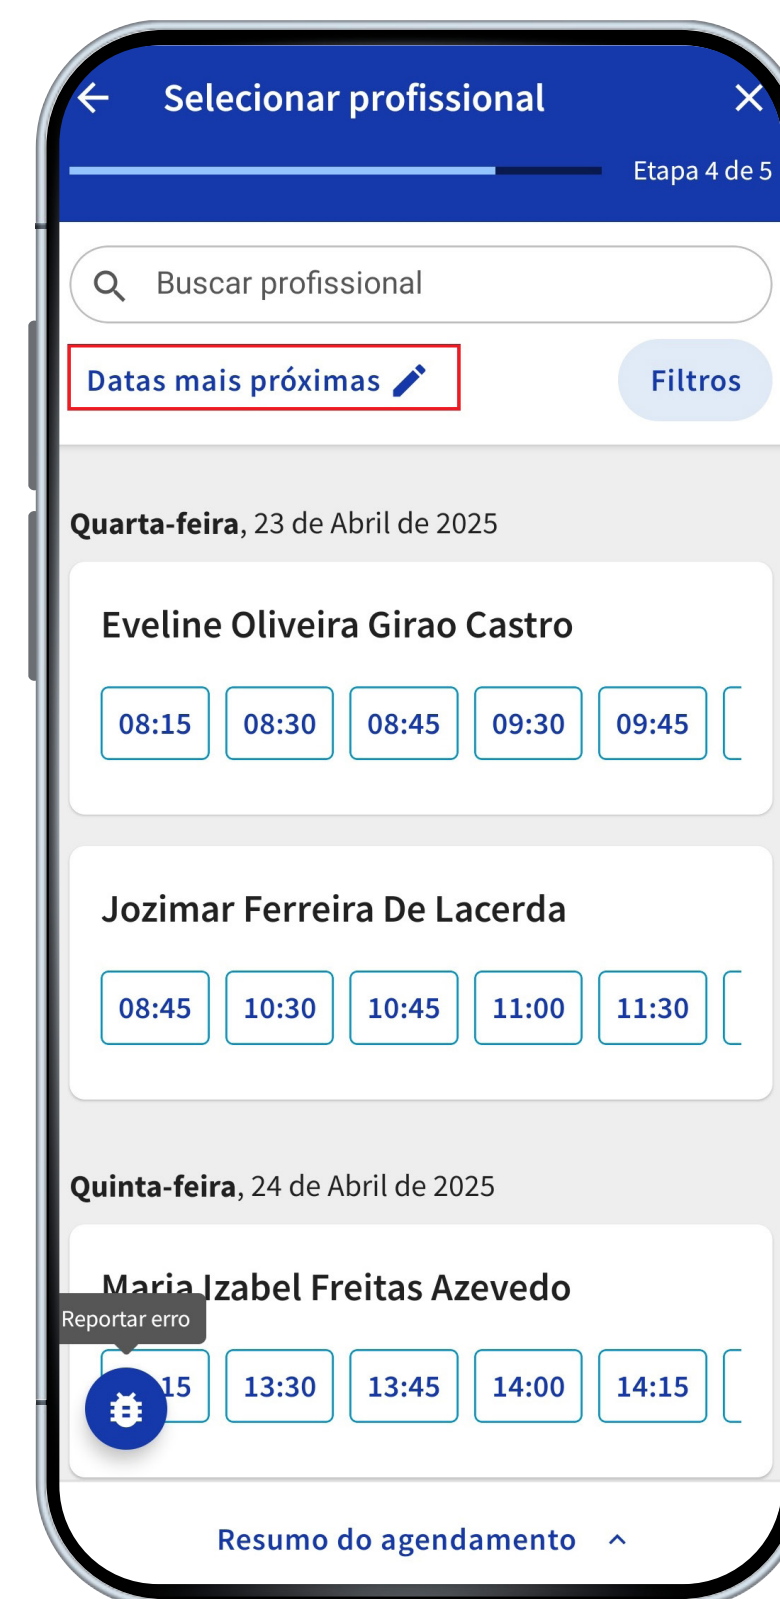 Selecionar profissional
Etapa 4 de 5
Buscar profissional
Datas mais próximas
Filtros
Quarta-feira, 23 de Abril de 2025
Eveline Oliveira Girao Castro
08:15 08:30 08:45 09:30 09:45
Jozimar Ferreira De Lacerda
08:45 10:30 10:45 11:00 11:30
Quinta-feira, 24 de Abril de 2025
Maria Izabel Freitas Azevedo
Reportar erro
15 13:30 13:45 14:00 14:15
Resumo do agendamento